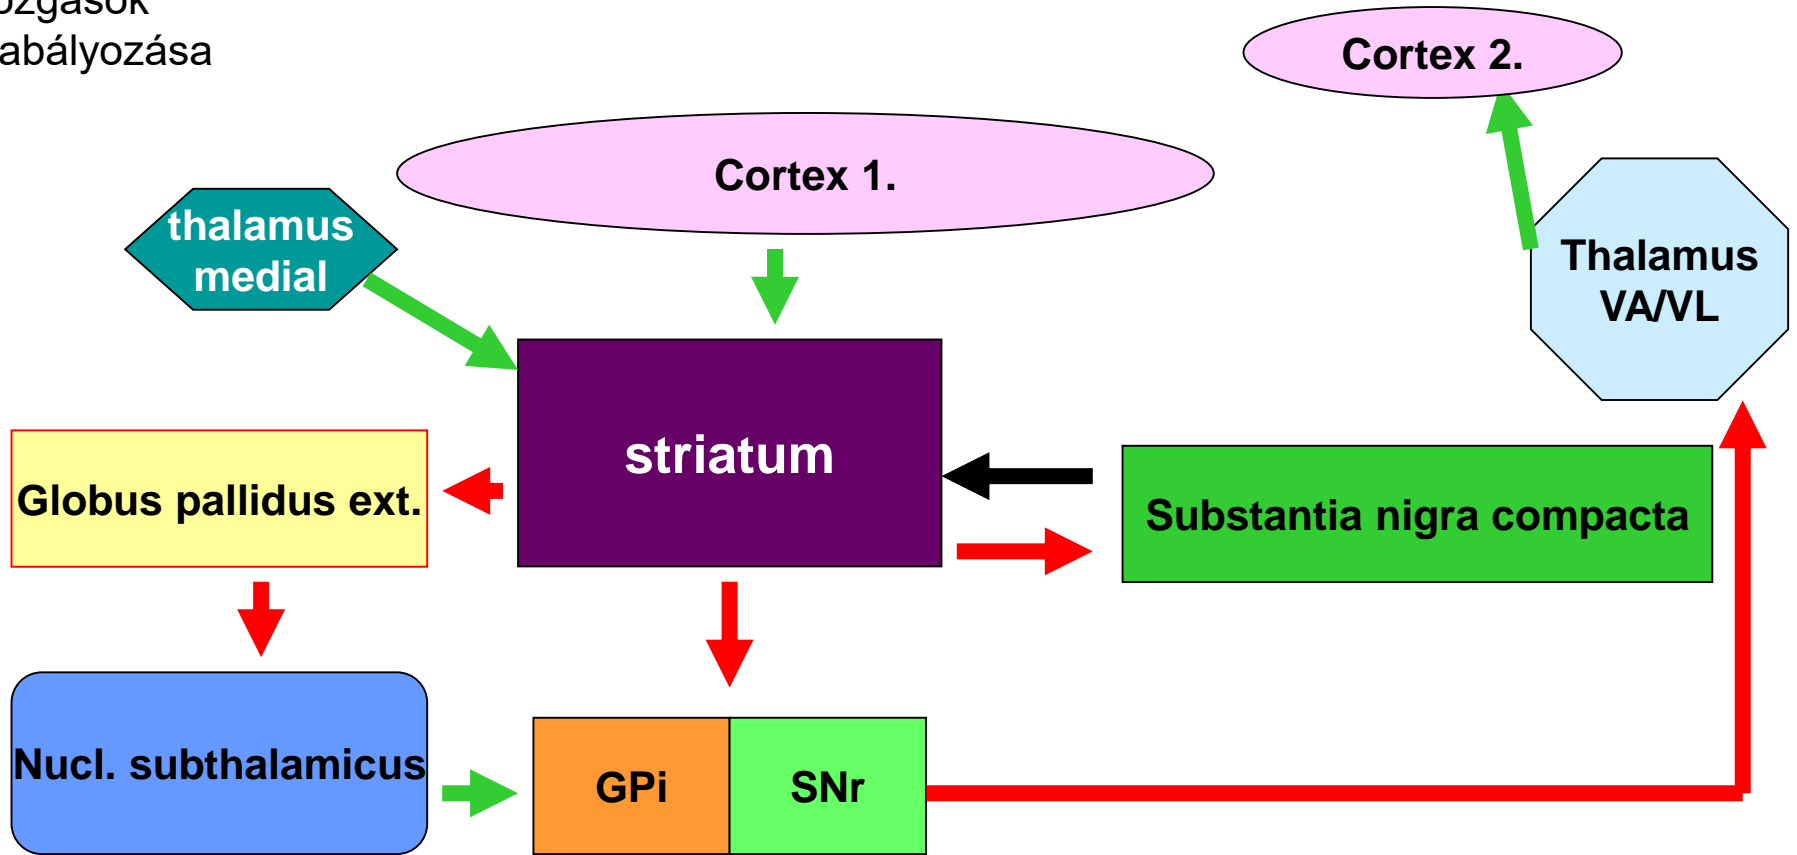 abályozása
Cortex 2.
Cortex 1.
thalamus
medial
Thalamus
VA/VL
striatum
Globus pallidus ext.
Substantia nigra compacta
Nucl. subthalamicus
GPi
SNr